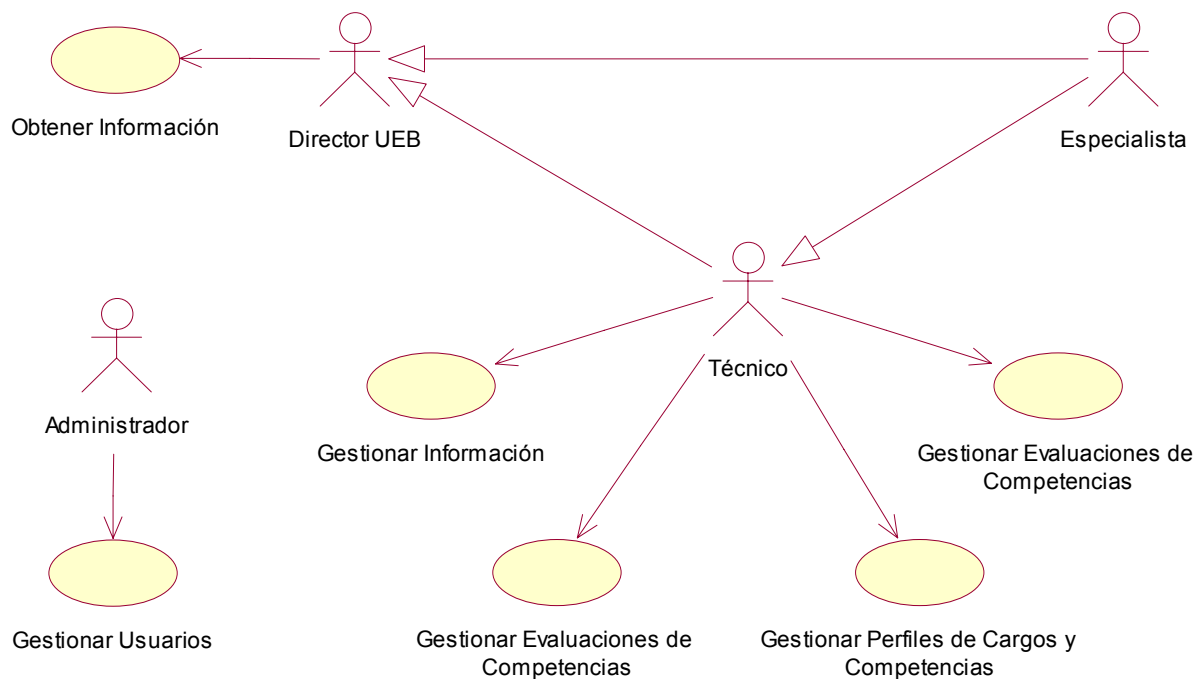 Obtener Información
Director UEB
Especialista
Técnico
Administrador
Gestionar Información
Gestionar Evaluaciones de
Competencias
Gestionar Usuarios
Gestionar Evaluaciones de
Competencias
Gestionar Perfiles de Cargos y
Competencias